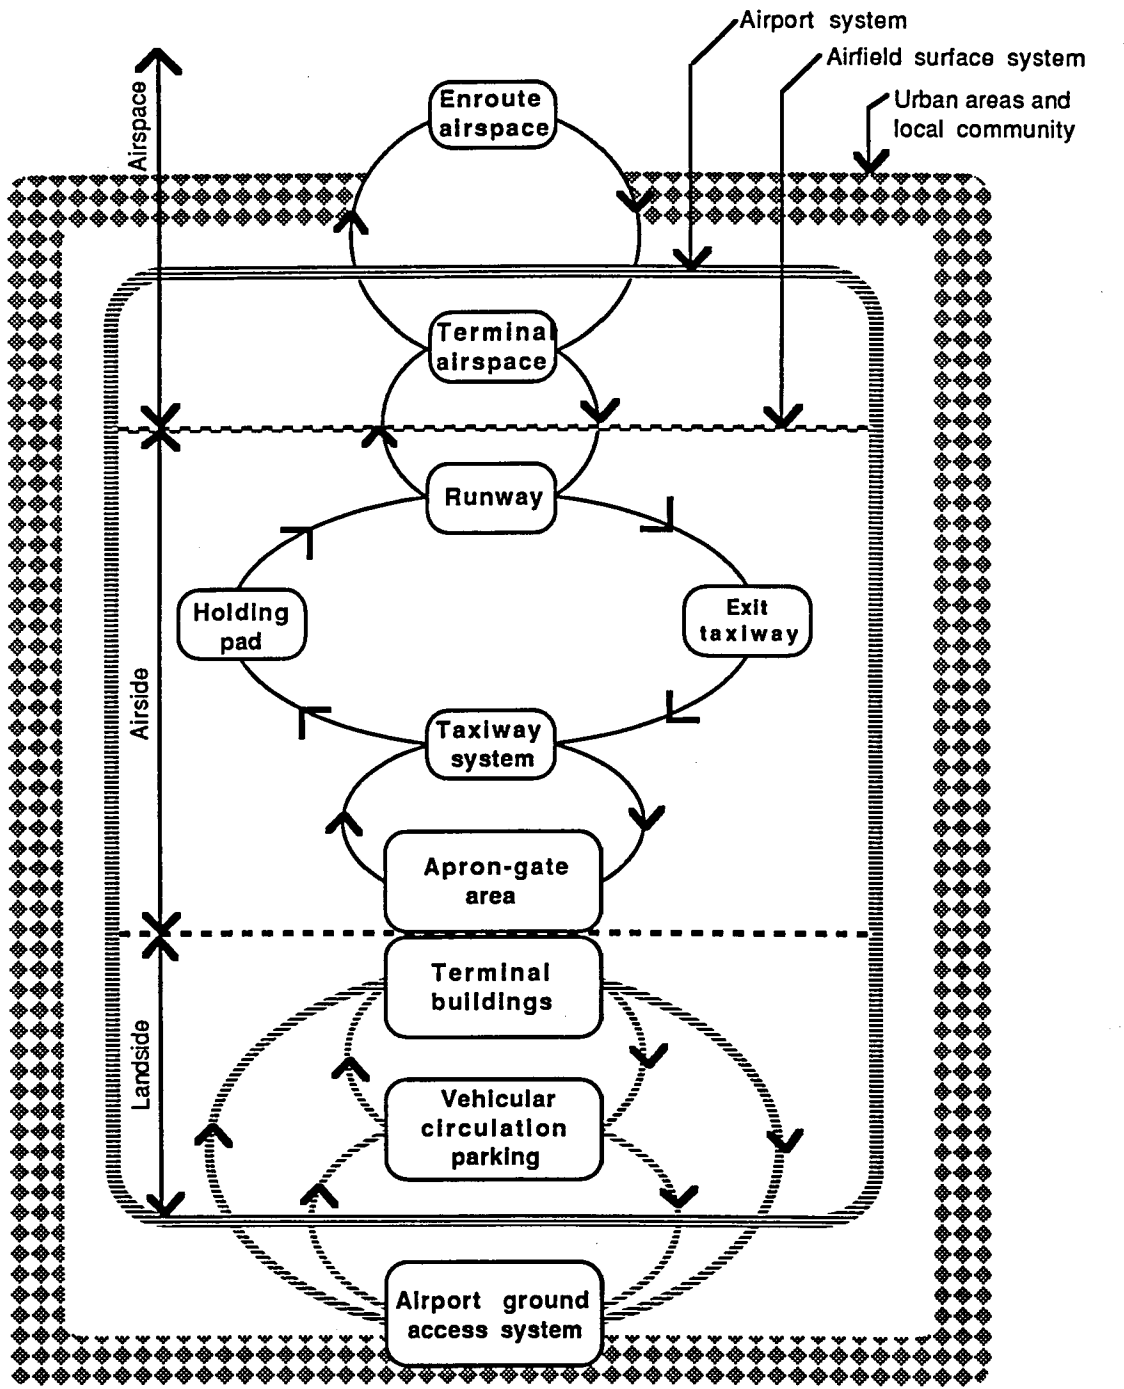 Airport system
Airfield surface system
Urban areas and
local community
Airspace
Enroute
airspace
Terminal
airspace
Runway
Holding
pad
Exit
taxiway
Airside
Taxiway
system
Apron-gate
area
Terminal
buildings
Landside
Vehicular
circulation
parking
Airport ground
access system